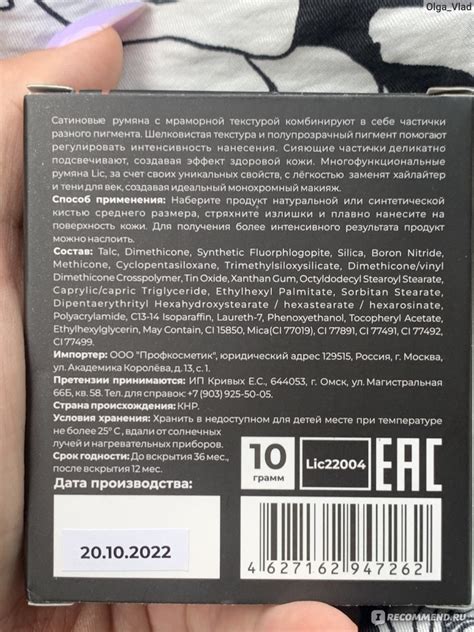 Olga_Vlad
Сатиновые румяна с мраморной текстурой комбинируют в себе частички
разного пигмента. Шелковистая текстура и полупрозрачный пигмент помогают
регулировать интенсивность нанесения. Сияющие частички деликатно
подсвечивают, создавая эффект здоровой кожи. Многофункциональные
румяна Lic, за счет своих уникальных свойств, с лёгкостью заменят хайлайтер
и тени для век, создавая идеальный монохромный макияж.
Способ применения: Наберите продукт натуральной или синтетической
кистью среднего размера, стряхните излишки и плавно нанесите на
поверхность кожи. Для получения более интенсивного результата продукт
можно наслоить.
Состав: Talc, Dimethicone, Synthetic Fluorphlogopite, Silica, Boron Nitride,
Methicone, Cyclopentasiloxane, Trimethylsiloxysilicate, Dimethicone/vinyl
Dimethicone Crosspolymer, Tin Oxide, Xanthan Gum, Octyldodecyl Stearoyl Stearate,
Caprylic/capric Triglyceride, Ethylhexyl Palmitate, Sorbitan Stearate,
Dipentaerythrityl Hexahydroxystearate / hexastearate / hexarosinate,
Polyacrylamide, C13-14 Isoparaffin, Laureth-7, Phenoxyethanol, Tocopheryl Acetate,
Ethylhexylglycerin, May Contain, CI 15850, Mica(CI 77019), CI 77891, CI 77491, CI 77492,
CI 77499.
Импортер: ООО "Профкосметик", юридический адрес 129515, Россия, г. Москва,
ул. Академика Королёва, д. 13, с. 1.
Претензии принимаются: ИП Кривых Е.С., 644053, г. Омск, ул. Магистральная
66Б, кв. 58. Тел. для справок: +7 (903) 925-50-05.
Страна происхождения: КНР.
Условия хранения: Хранить в недоступном для детей месте при температуре
не более 25° С , вдали от солнечных
лучей и нагревательных приборов.
Срок годности: До вскрытия 36 мес.,
после вскрытия 12 мес.
Дата производства:
20.10.2022
10
грамм
Lic22004
EAC
4 627162 947262
IRECOMMEND.RU